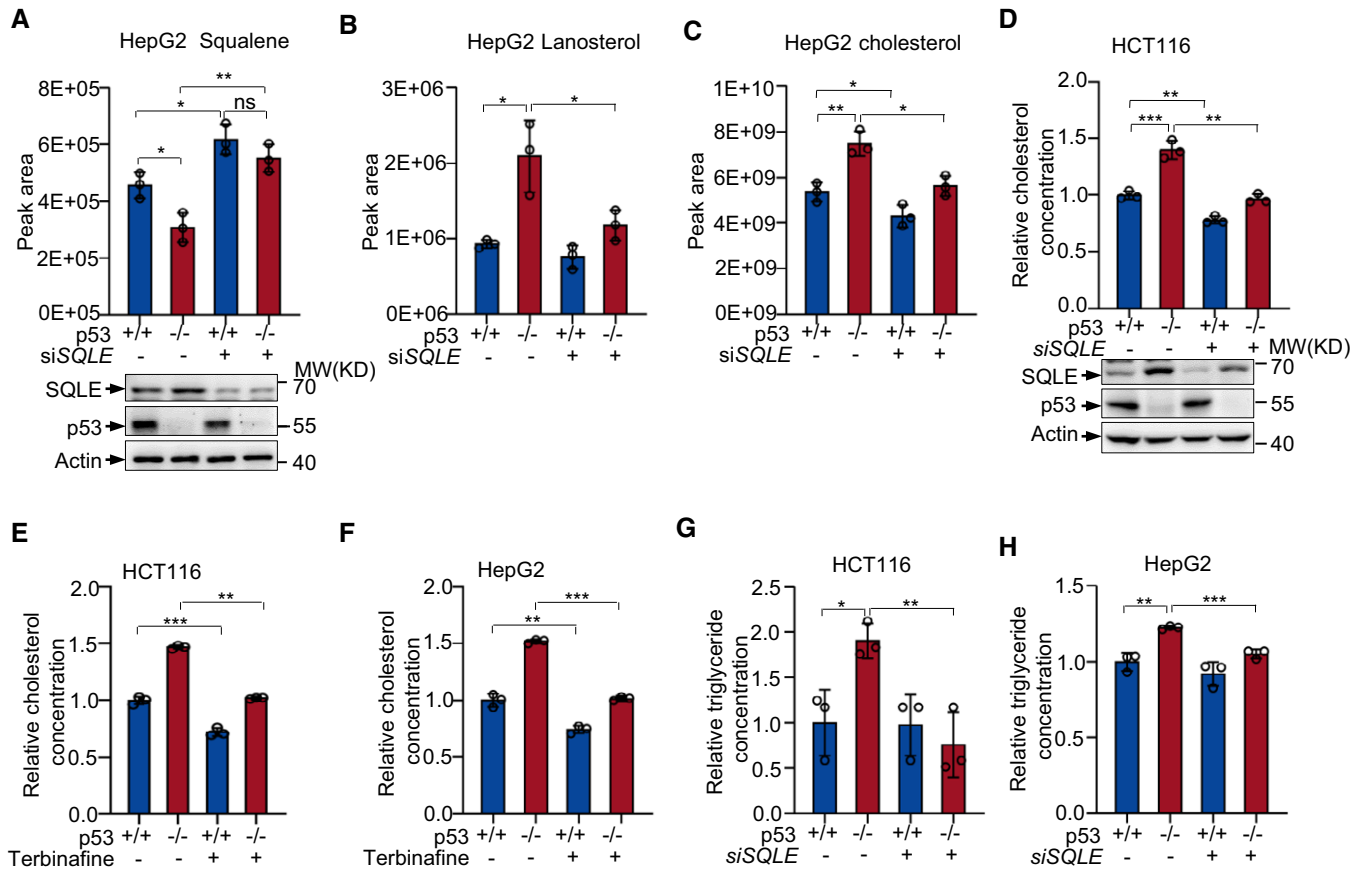 A
HepG2 Squalene
Peak area
8E+05
6E+05
4E+05
2E+05
0E+05
*
*
**
ns
p53 +/+ -/- +/+ -/-
siSQLE - - + +
MW(KD)
SQLE 70
p53 55
Actin 40
B
HepG2 Lanosterol
Peak area
3E+06
2E+06
1E+06
0E+06
*
*
p53 +/+ -/- +/+ -/-
siSQLE - - + +
C
HepG2 cholesterol
Peak area
1E+10
8E+09
6E+09
4E+09
2E+09
0E+09
*
**
*
p53 +/+ -/- +/+ -/-
siSQLE - - + +
D
HCT116
Relative cholesterol
concentration
2.0
1.5
1.0
0.5
0.0
**
***
**
p53 +/+ -/- +/+ -/-
siSQLE - - + + MW(KD)
SQLE 70
p53 55
Actin 40
E
HCT116
Relative cholesterol
concentration
2.0
1.5
1.0
0.5
0.0
**
***
p53 +/+ -/- +/+ -/-
Terbinafine - - + +
F
HepG2
Relative cholesterol
concentration
2.0
1.5
1.0
0.5
0.0
***
**
p53 +/+ -/- +/+ -/-
Terbinafine - - + +
G
HCT116
Relative triglyceride
concentration
2.5
2.0
1.5
1.0
0.5
0.0
*
**
p53 +/+ -/- +/+ -/-
siSQLE - - + +
H
HepG2
Relative triglyceride
concentration
1.5
1.0
0.5
0.0
**
***
p53 +/+ -/- +/+ -/-
siSQLE - - + +